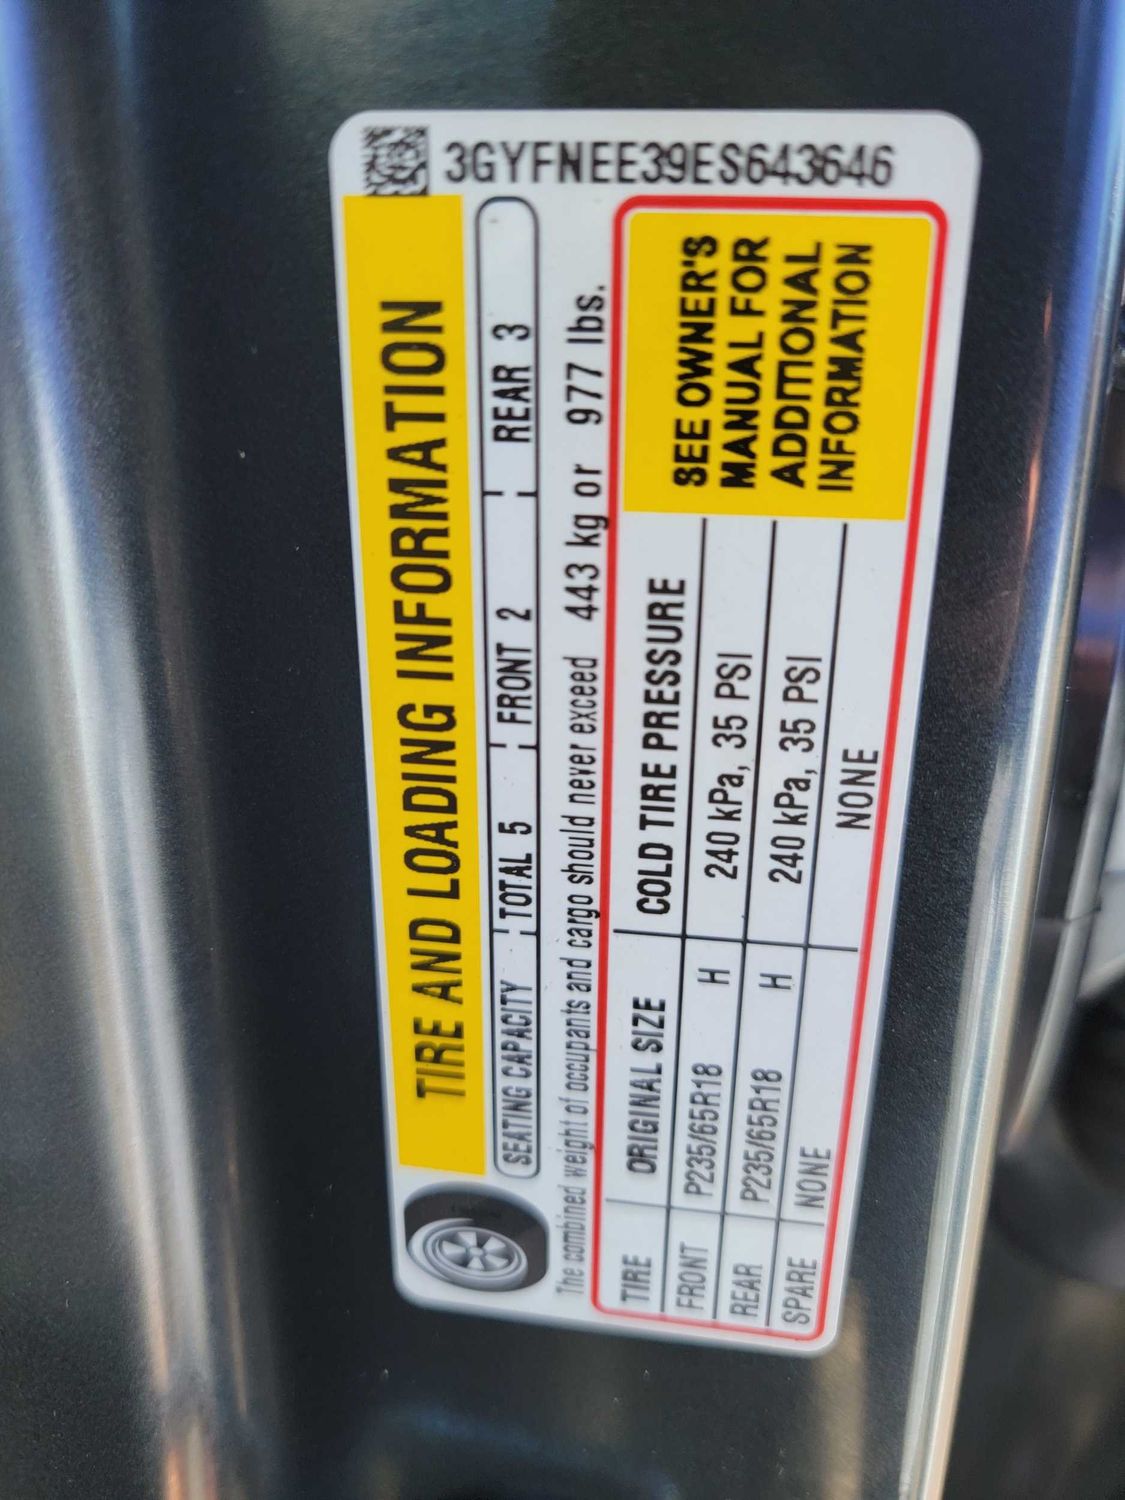 3GYFNEE39ES643646
TIRE AND LOADING INFORMATION
SEATING CAPACITY TOTAL 5 FRONT 2 REAR 3
The combined weight of occupants and cargo should never exceed 443 kg or 977 lbs.
TIRE ORIGINAL SIZE COLD TIRE PRESSURE
FRONT P235/65R18 H 240 kPa, 35 PSI
REAR P235/65R18 H 240 kPa, 35 PSI
SPARE NONE NONE
SEE OWNER'S
MANUAL FOR
ADDITIONAL
INFORMATION